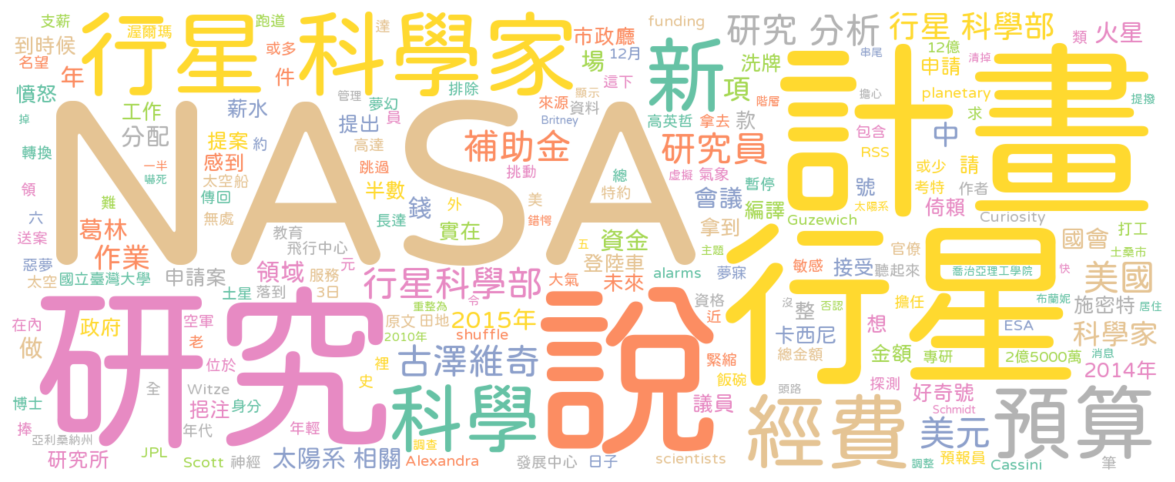 支薪 跑道 達 funding 串尾
渥爾瑪
行星 科學家 市政廳 新 研究 分析 行星 科學部 類 火星
到時候 或多 場 12月 洗牌 12億 清掉
名望 年 件 這下 項 申請
憤怒 薪水 排除 來源 顯示 planetary 階層 提撥
工作 管理 夢幻 資料 高英哲 拿去 款 擔心 中 求
掉 分配 提案 約 提出 員 補助金 Britney 研究員 包含
轉換 一半 感到 高達 跳過 挑動 虛擬 氣象 RSS 或少 請
嚇死 太空船 半數 總 會議 暫停 號 考特 作者
領 難 傳回 長達 錢 外 美 特約 編譯 太陽系 倚賴
NASA 計畫
六 無處 錯愕 拿到 Guzewich Curiosity 打工
送案 葛林 教育 實在 五 資金 主題 官僚 國會
惡夢 作業 飛行中心 登陸車 敏感 接受 聽起來 土桑市
太空 國立臺灣大學 申請案 領域 服務 元 大氣 未來 alarms 夢寐 喬治亞理工學院 快 美國
土星 落到 3日 行星科學部 令 資格 沒 否認 擔任 布蘭妮 居住
重整為 近 整 施密特
在內 政府 空軍 原文 田地 2015年 想 ESA
研究 說 行星
做 老 2010年 shuffle 卡西尼 科學家
位於 裡 古澤維奇 緊縮 總金額 金額 專研 2億5000萬 消息
全 Witze 史 飯碗 探測 2014年
博士 挹注 身分 科學 議員 頭路 好奇號
捧 年代 年輕 Schmidt
亞利桑納州 調查 經費 美元 預算
研究所 JPL Scott 神經 太陽系 相關 Alexandra 發展中心 日子 scientists 調整 預報員 Cassini 筆